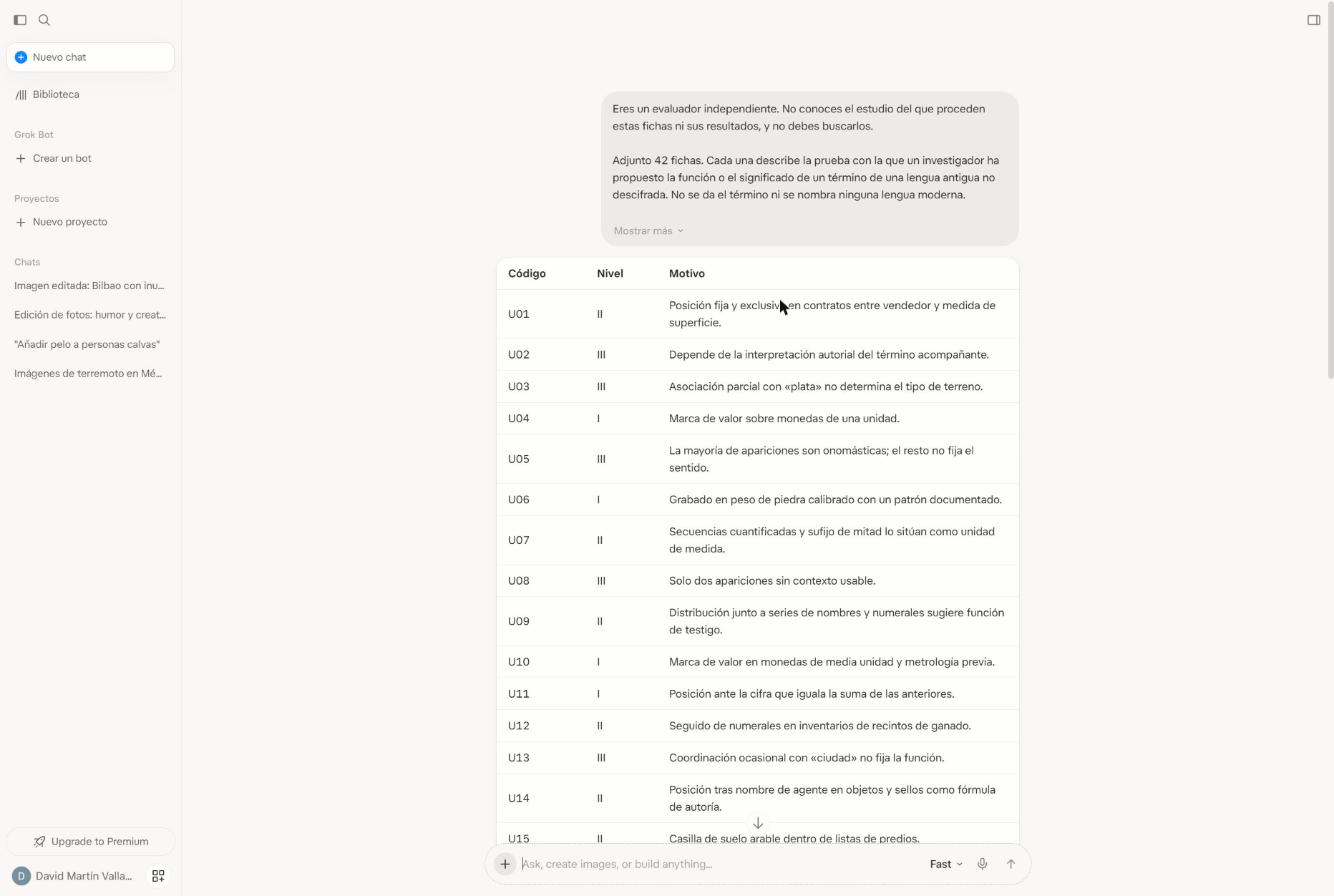 Nuevo chat
Biblioteca
Grok Bot
Crear un bot
Proyectos
Nuevo proyecto
Chats
Imagen editada: Bilbao con inu...
Edición de fotos: humor y creat...
"Añadir pelo a personas calvas"
Imágenes de terremoto en Mé...
Upgrade to Premium
D David Martín Valla...
Eres un evaluador independiente. No conoces el estudio del que proceden
estas fichas ni sus resultados, y no debes buscarlos.
Adjunto 42 fichas. Cada una describe la prueba con la que un investigador ha
propuesto la función o el significado de un término de una lengua antigua no
descifrada. No se da el término ni se nombra ninguna lengua moderna.
Mostrar más
Código Nivel Motivo
U01 II Posición fija y exclusiva en contratos entre vendedor y medida de
superficie.
U02 III Depende de la interpretación autorial del término acompañante.
U03 III Asociación parcial con «plata» no determina el tipo de terreno.
U04 I Marca de valor sobre monedas de una unidad.
U05 III La mayoría de apariciones son onomásticas; el resto no fija el
sentido.
U06 I Grabado en peso de piedra calibrado con un patrón documentado.
U07 II Secuencias cuantificadas y sufijo de mitad lo sitúan como unidad
de medida.
U08 III Solo dos apariciones sin contexto usable.
U09 II Distribución junto a series de nombres y numerales sugiere función
de testigo.
U10 I Marca de valor en monedas de media unidad y metrología previa.
U11 I Posición ante la cifra que iguala la suma de las anteriores.
U12 II Seguido de numerales en inventarios de recintos de ganado.
U13 III Coordinación ocasional con «ciudad» no fija la función.
U14 II Posición tras nombre de agente en objetos y sellos como fórmula
de autoría.
U15 II Casilla de suelo arable dentro de listas de predios.
Ask, create images, or build anything...
Fast